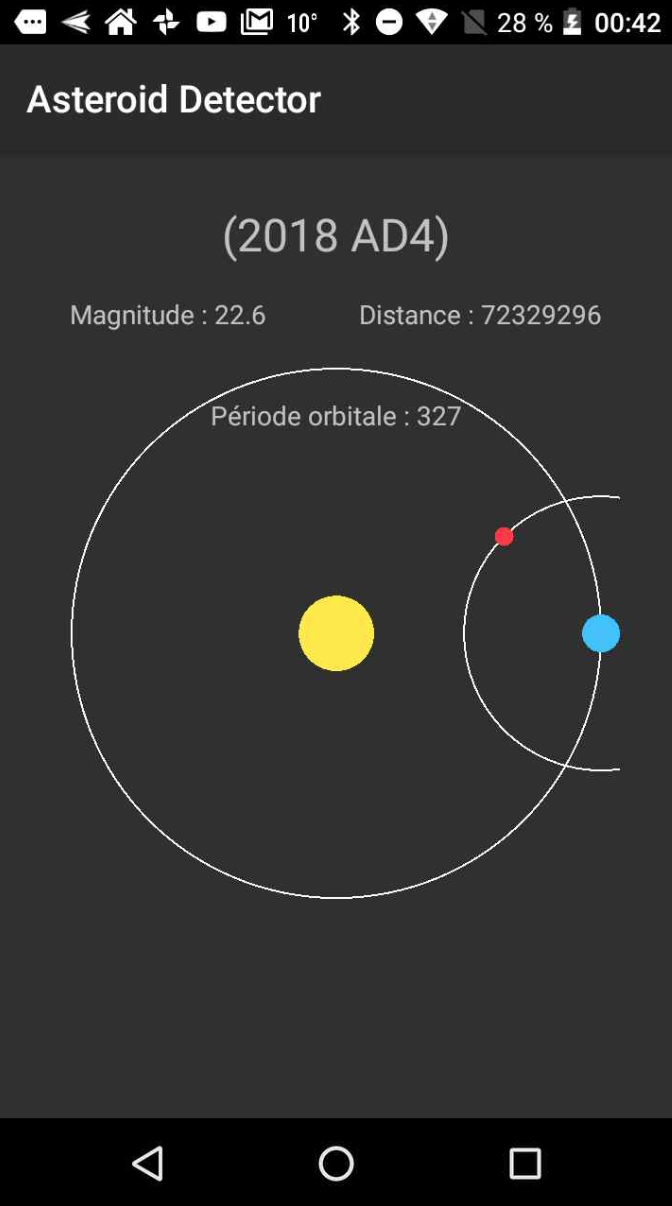 10° 28 % 00:42
Asteroid Detector
(2018 AD4)
Magnitude : 22.6 Distance : 72329296
Période orbitale : 327